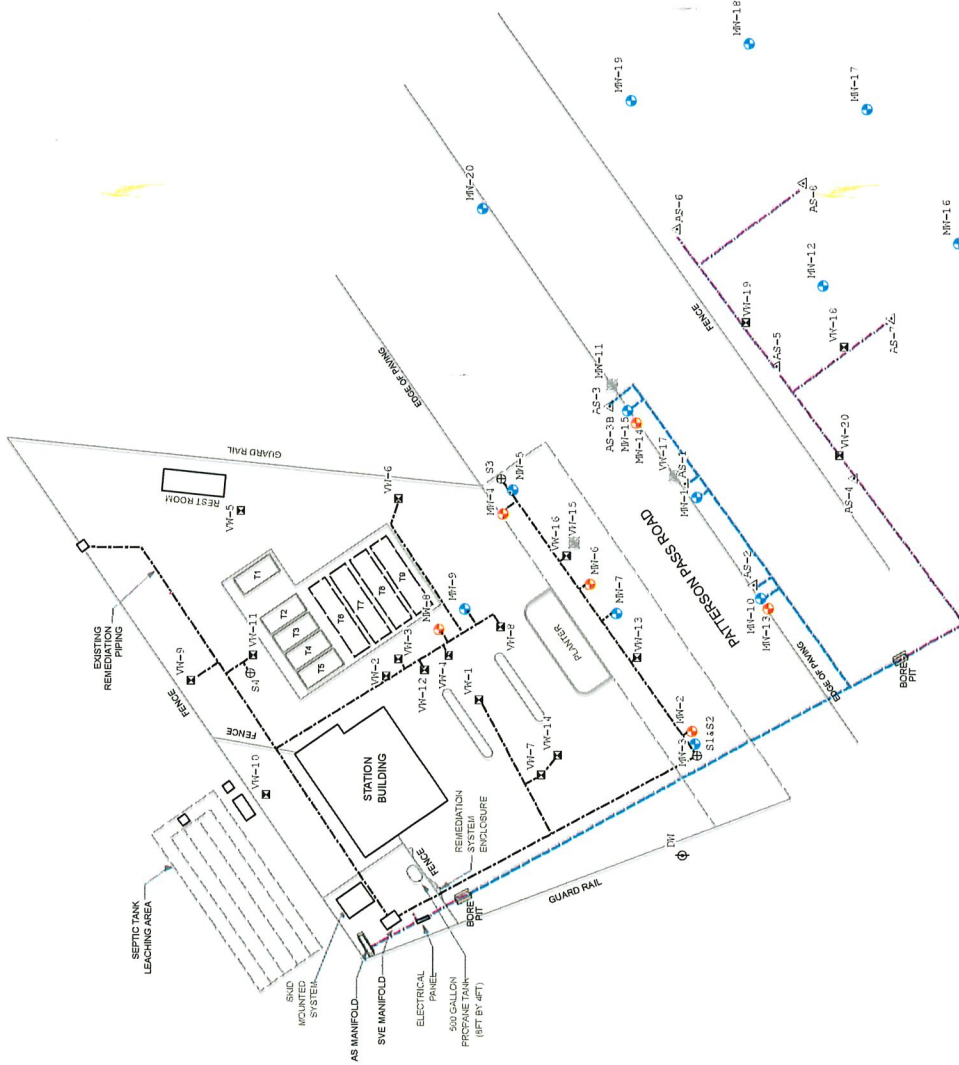 MW-18
MW-19
MW-17
MW-20
MW-16
AS-6
AS-6
MW-12
VW-19
FENCE
VW-18
AS-7
AS-5
MW-11
AS-3
AS-3B
MW-15
MW-14
VW-17
AS-1
VW-20
AS-4
EDGE OF PAVING
GUARD RAIL
REST ROOM
VW-5
VW-6
S3
MW-4
MW-5
VW-16
VW-15
MW-6
MW-7
PATTERSON PASS ROAD
AS-2
MW-10
MW-13
EDGE OF PAVING
BORE
PIT
EXISTING
REMEDIATION
PIPING
T1
T2
T3
T4
T5
T6
T7
T8
T9
MW-8
MW-9
VW-9
VW-11
S4
FENCE
VW-2
VW-3
VW-12
VW-4
VW-8
VW-1
PLANTER
VW-13
FENCE
VW-10
STATION
BUILDING
VW-7
VW-14
MW-2
MW-3
S1&S2
SEPTIC TANK
LEACHING AREA
FENCE
REMEDIATION
SYSTEM
ENCLOSURE
BORE
PIT
GUARD RAIL
DW
SKID
MOUNTED
SYSTEM
AS MANIFOLD
SVE MANIFOLD
ELECTRICAL
PANEL
500 GALLON
PROPANE TANK
(8FT BY 4FT)